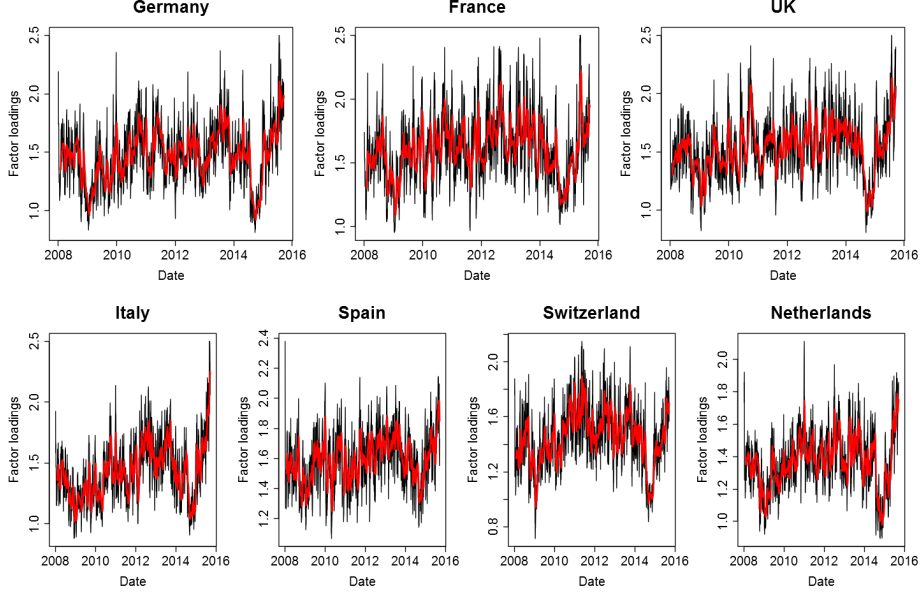 Germany
Factor loadings
2.5
2.0
1.5
1.0
2008 2010 2012 2014 2016
Date
France
Factor loadings
2.5
2.0
1.5
1.0
2008 2010 2012 2014 2016
Date
UK
Factor loadings
2.5
2.0
1.5
1.0
2008 2010 2012 2014 2016
Date
Italy
Factor loadings
2.5
2.0
1.5
1.0
2008 2010 2012 2014 2016
Date
Spain
Factor loadings
2.4
2.2
2.0
1.8
1.6
1.4
1.2
2008 2010 2012 2014 2016
Date
Switzerland
Factor loadings
2.0
1.6
1.2
0.8
2008 2010 2012 2014 2016
Date
Netherlands
Factor loadings
2.0
1.8
1.6
1.4
1.2
1.0
2008 2010 2012 2014 2016
Date